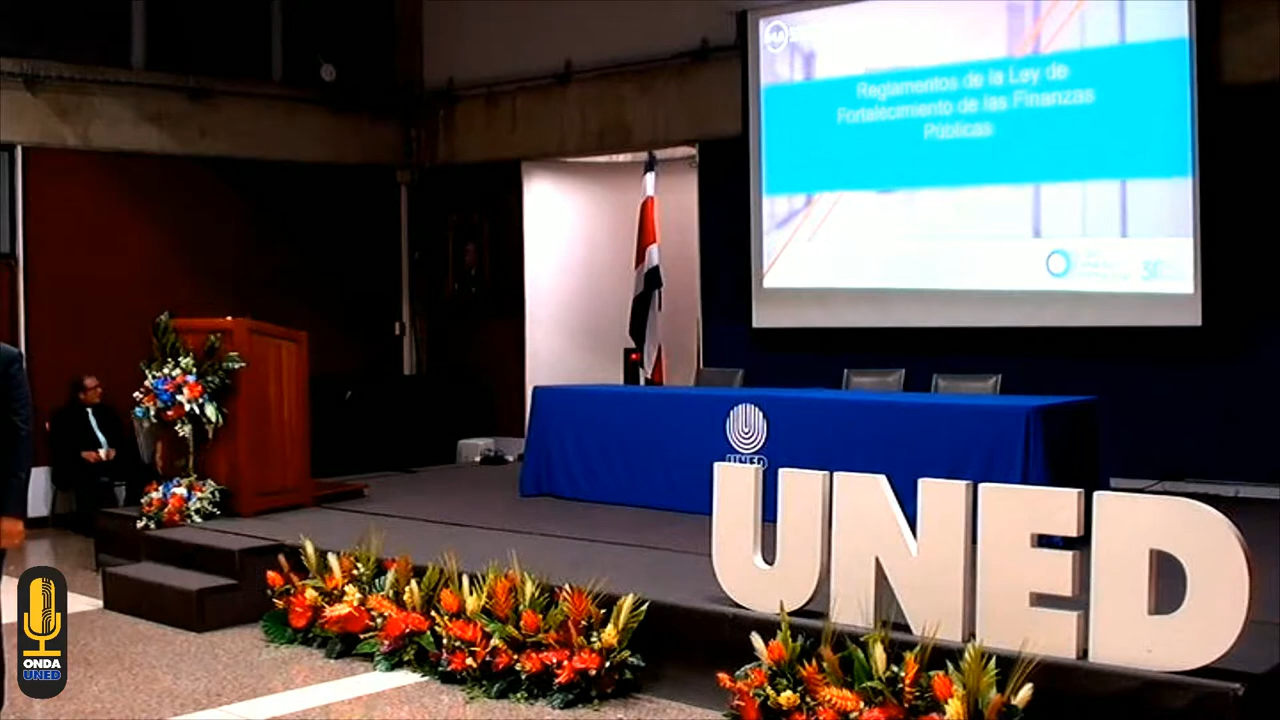 Reglamentos de la Ley de
Fortalecimiento de las Finanzas
Públicas
UNED
UNED
ONDA
UNED